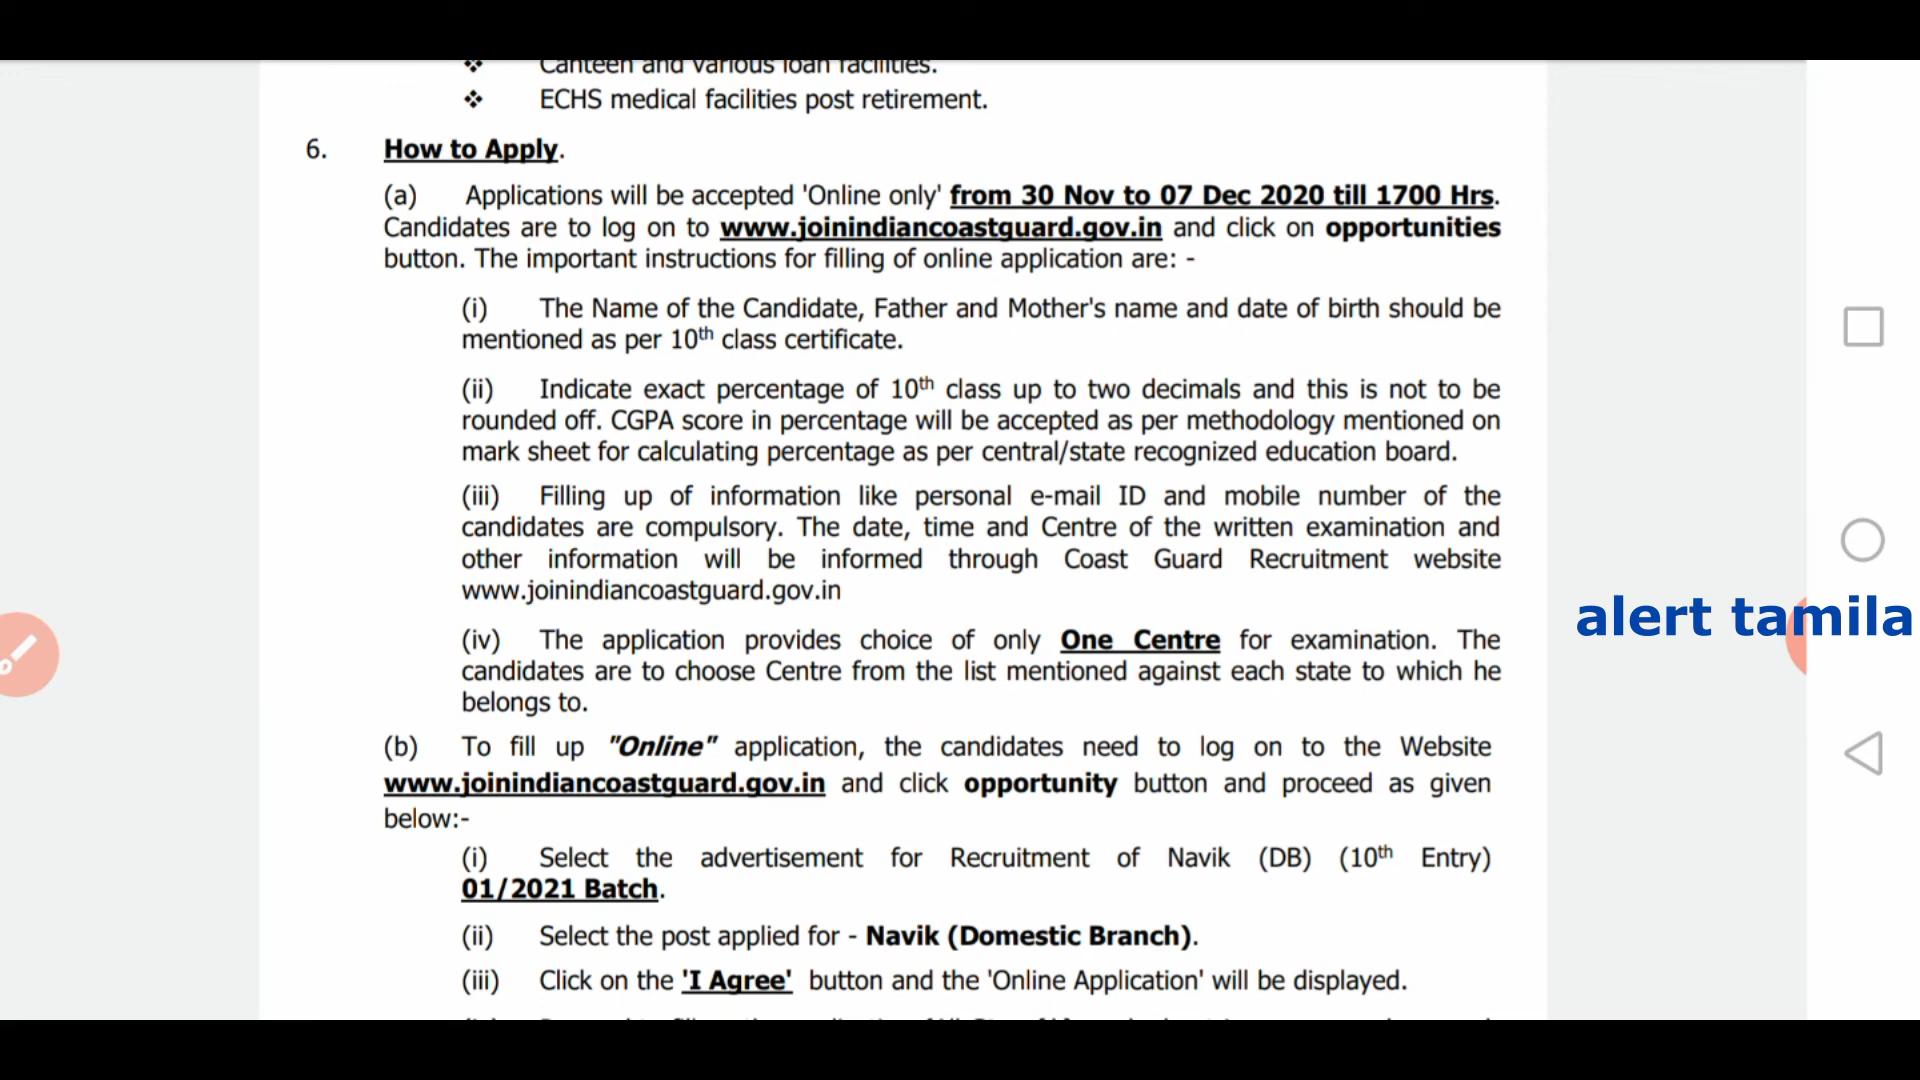 ❖ Canteen and various loan facilities.
❖ ECHS medical facilities post retirement.
6. How to Apply.
(a) Applications will be accepted 'Online only' from 30 Nov to 07 Dec 2020 till 1700 Hrs.
Candidates are to log on to www.joinindiancoastguard.gov.in and click on opportunities
button. The important instructions for filling of online application are: -
(i) The Name of the Candidate, Father and Mother's name and date of birth should be
mentioned as per 10th class certificate.
(ii) Indicate exact percentage of 10th class up to two decimals and this is not to be
rounded off. CGPA score in percentage will be accepted as per methodology mentioned on
mark sheet for calculating percentage as per central/state recognized education board.
(iii) Filling up of information like personal e-mail ID and mobile number of the
candidates are compulsory. The date, time and Centre of the written examination and
other information will be informed through Coast Guard Recruitment website
www.joinindiancoastguard.gov.in
(iv) The application provides choice of only One Centre for examination. The
candidates are to choose Centre from the list mentioned against each state to which he
belongs to.
(b) To fill up "Online" application, the candidates need to log on to the Website
www.joinindiancoastguard.gov.in and click opportunity button and proceed as given
below:-
(i) Select the advertisement for Recruitment of Navik (DB) (10th Entry)
01/2021 Batch.
(ii) Select the post applied for - Navik (Domestic Branch).
(iii) Click on the 'I Agree' button and the 'Online Application' will be displayed.
alert tamila